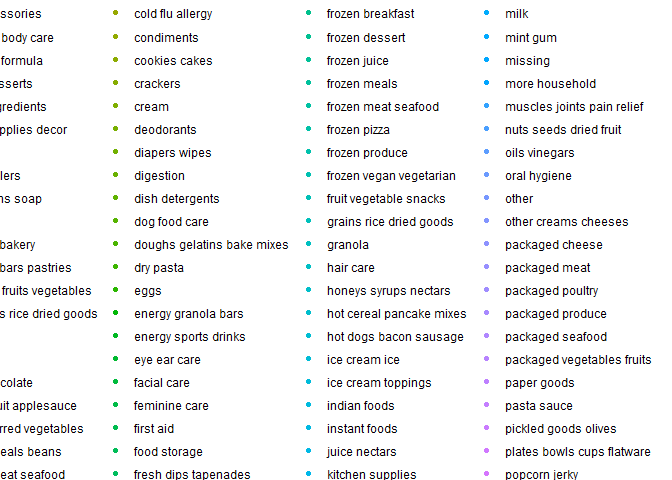 ssories
body care
formula
sserts
gredients
pplies decor
lers
ns soap
bakery
bars pastries
fruits vegetables
s rice dried goods
colate
uit applesauce
rred vegetables
eals beans
eat seafood
cold flu allergy
condiments
cookies cakes
crackers
cream
deodorants
diapers wipes
digestion
dish detergents
dog food care
doughs gelatins bake mixes
dry pasta
eggs
energy granola bars
energy sports drinks
eye ear care
facial care
feminine care
first aid
food storage
fresh dips tapenades
frozen breakfast
frozen dessert
frozen juice
frozen meals
frozen meat seafood
frozen pizza
frozen produce
frozen vegan vegetarian
fruit vegetable snacks
grains rice dried goods
granola
hair care
honeys syrups nectars
hot cereal pancake mixes
hot dogs bacon sausage
ice cream ice
ice cream toppings
indian foods
instant foods
juice nectars
kitchen supplies
milk
mint gum
missing
more household
muscles joints pain relief
nuts seeds dried fruit
oils vinegars
oral hygiene
other
other creams cheeses
packaged cheese
packaged meat
packaged poultry
packaged produce
packaged seafood
packaged vegetables fruits
paper goods
pasta sauce
pickled goods olives
plates bowls cups flatware
popcorn jerky